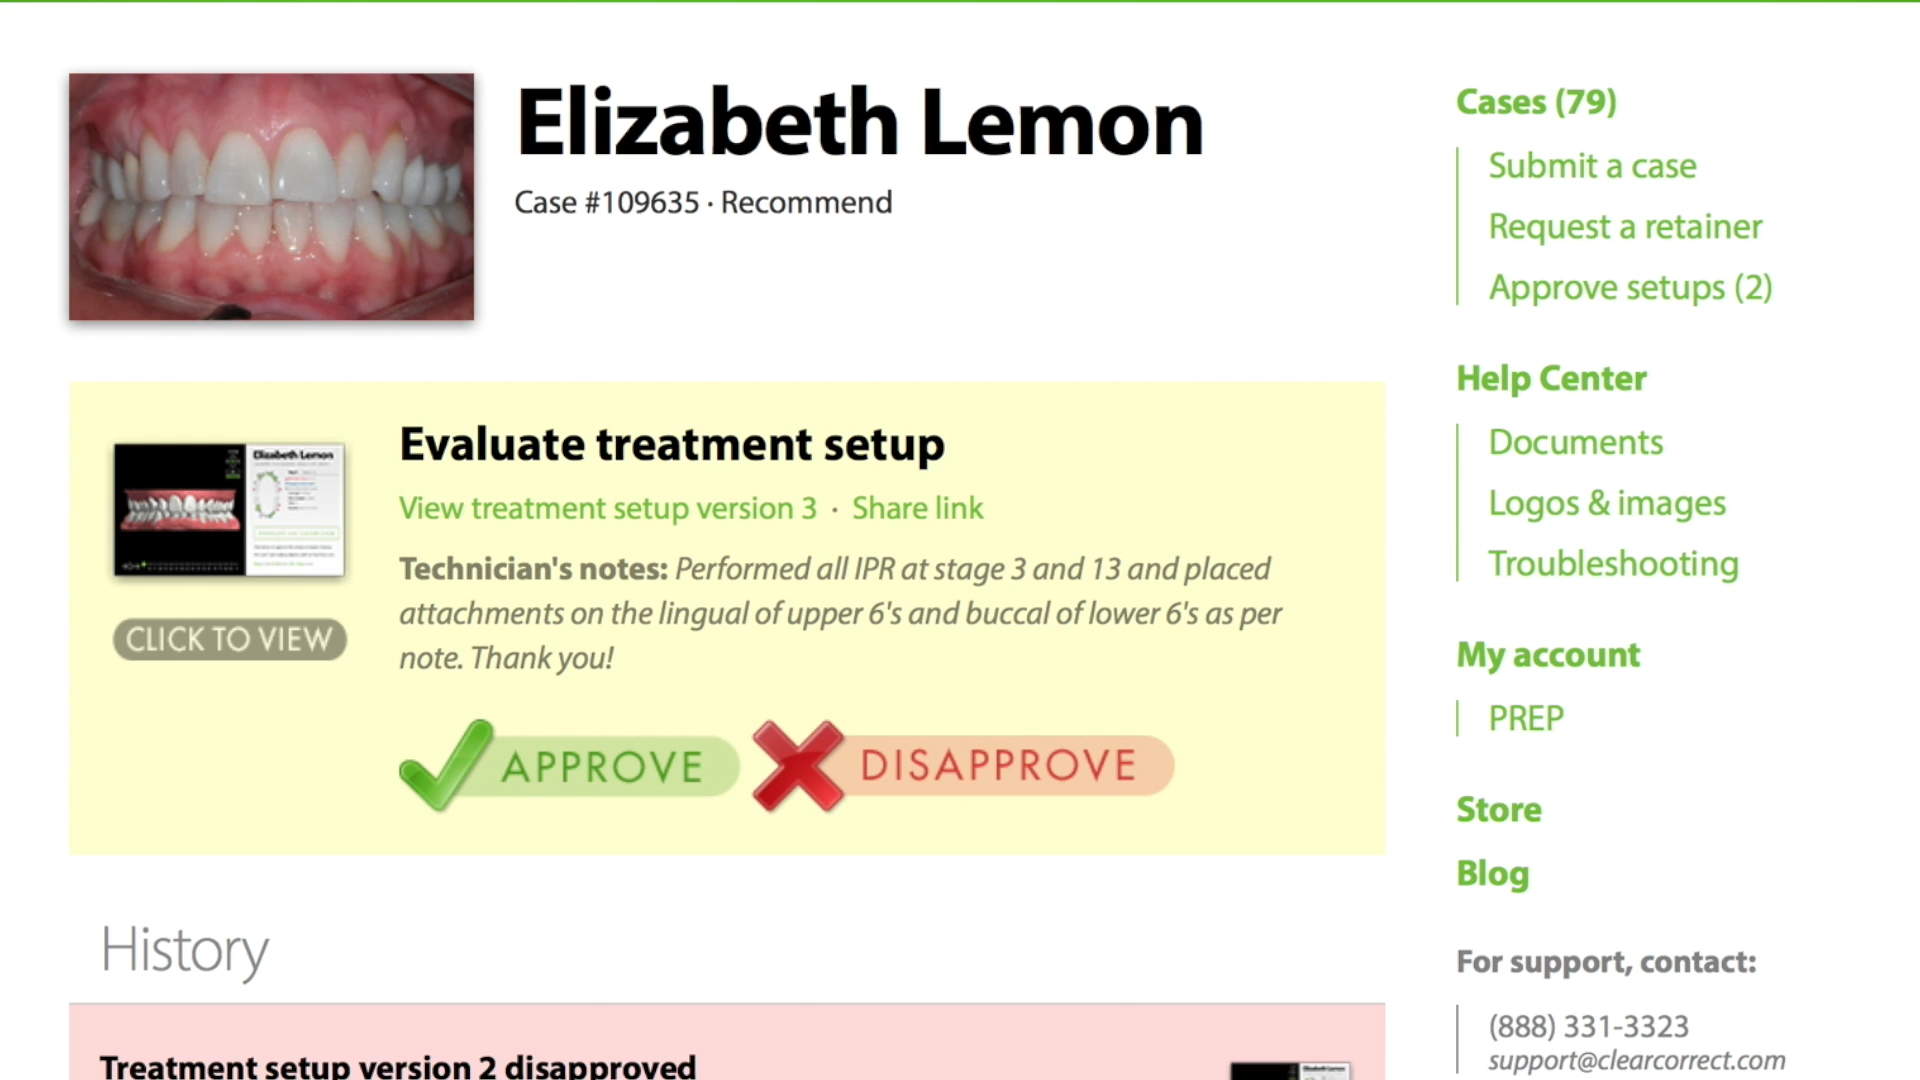 Elizabeth Lemon
Case #109635 · Recommend
Evaluate treatment setup
View treatment setup version 3 · Share link
Technician's notes: Performed all IPR at stage 3 and 13 and placed
attachments on the lingual of upper 6's and buccal of lower 6's as per
note. Thank you!
Elizabeth Lemon
CLICK TO VIEW
APPROVE
DISAPPROVE
History
Treatment setup version 2 disapproved
Cases (79)
Submit a case
Request a retainer
Approve setups (2)
Help Center
Documents
Logos & images
Troubleshooting
My account
PREP
Store
Blog
For support, contact:
(888) 331-3323
support@clearcorrect.com